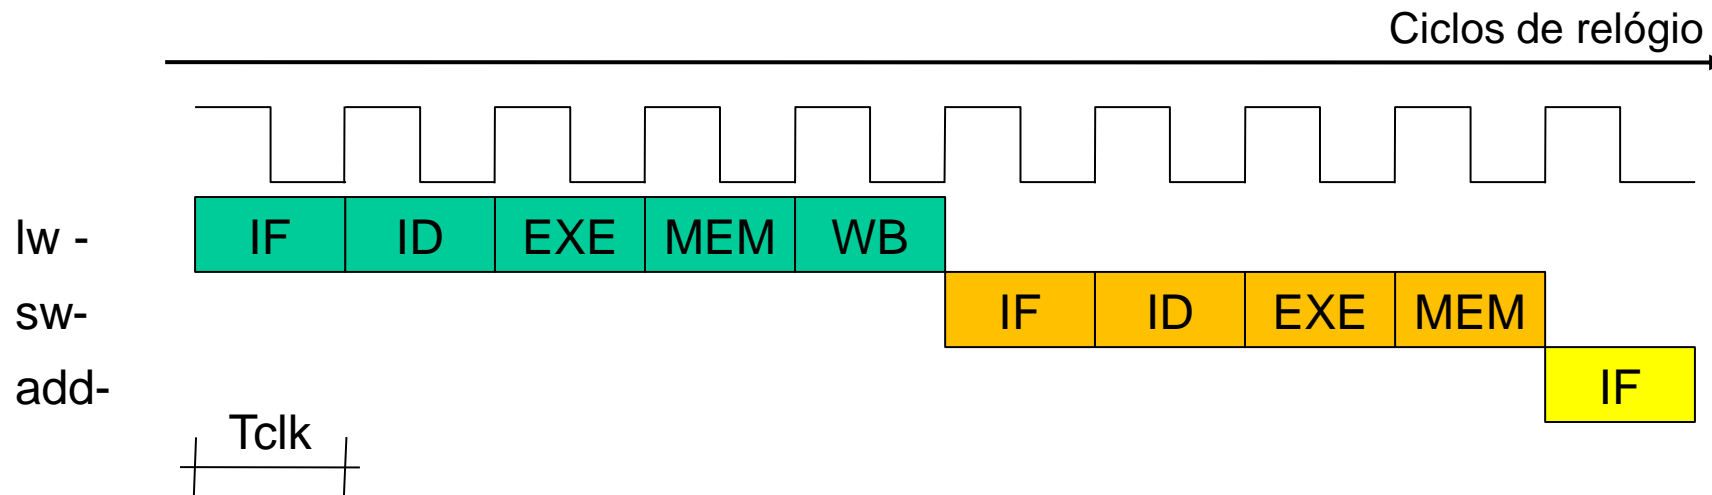 Ciclos de relógio
lw - IF ID EXE MEM WB
sw- IF ID EXE MEM
add- IF
Tclk